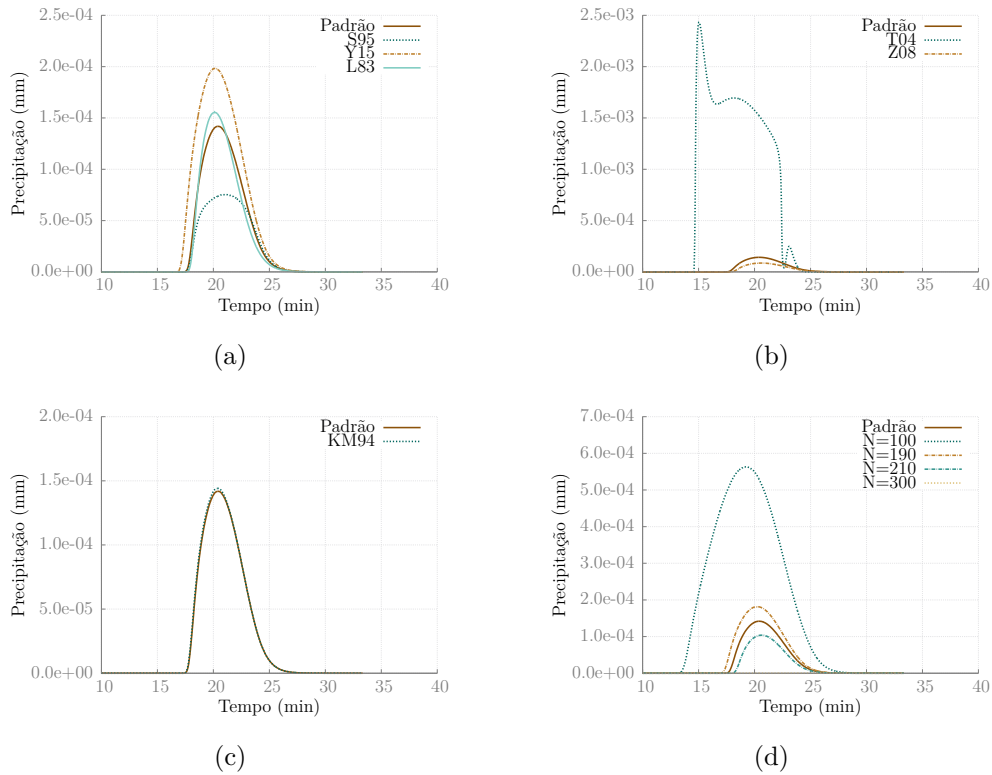 2.5e-04
2.0e-04
1.5e-04
1.0e-04
5.0e-05
0.0e+00
Precipitação (mm)
Padrão
S95
Y15
L83
10 15 20 25 30 35 40
Tempo (min)
(a)
2.5e-03
2.0e-03
1.5e-03
1.0e-03
5.0e-04
0.0e+00
Precipitação (mm)
Padrão
T04
Z08
10 15 20 25 30 35 40
Tempo (min)
(b)
2.0e-04
1.5e-04
1.0e-04
5.0e-05
0.0e+00
Precipitação (mm)
Padrão
KM94
10 15 20 25 30 35 40
Tempo (min)
(c)
7.0e-04
6.0e-04
5.0e-04
4.0e-04
3.0e-04
2.0e-04
1.0e-04
0.0e+00
Precipitação (mm)
Padrão
N=100
N=190
N=210
N=300
10 15 20 25 30 35 40
Tempo (min)
(d)